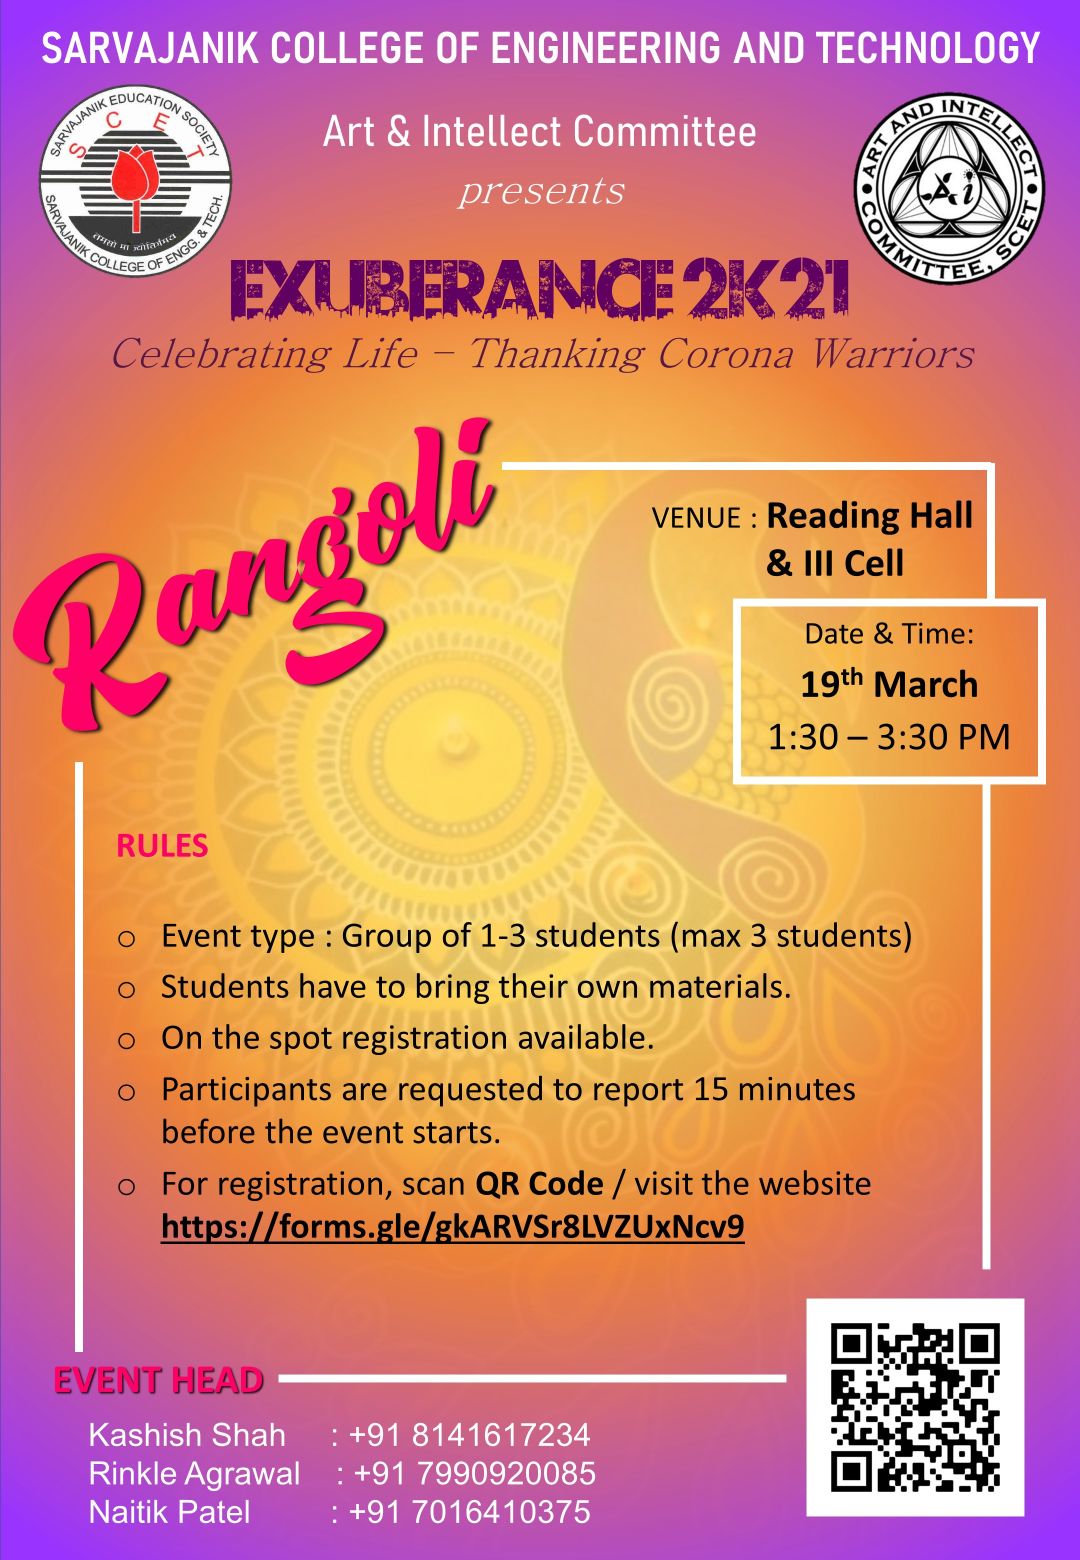 SARVAJANIK COLLEGE OF ENGINEERING AND TECHNOLOGY
SARVAJANIK EDUCATION SOCIETY
S C E T
तमसो मा ज्योतिर्गमय
SARVAJANIK COLLEGE OF ENGG. & TECH.
Art & Intellect Committee
presents
ART AND INTELLECT
Ai
COMMITTEE, SCET
EXUBERANCE 2K21
Celebrating Life – Thanking Corona Warriors
Rangoli
VENUE : Reading Hall
& III Cell
Date & Time:
19th March
1:30 – 3:30 PM
RULES
o Event type : Group of 1-3 students (max 3 students)
o Students have to bring their own materials.
o On the spot registration available.
o Participants are requested to report 15 minutes
before the event starts.
o For registration, scan QR Code / visit the website
https://forms.gle/gkARVSr8LVZUxNcv9
EVENT HEAD
Kashish Shah : +91 8141617234
Rinkle Agrawal : +91 7990920085
Naitik Patel : +91 7016410375